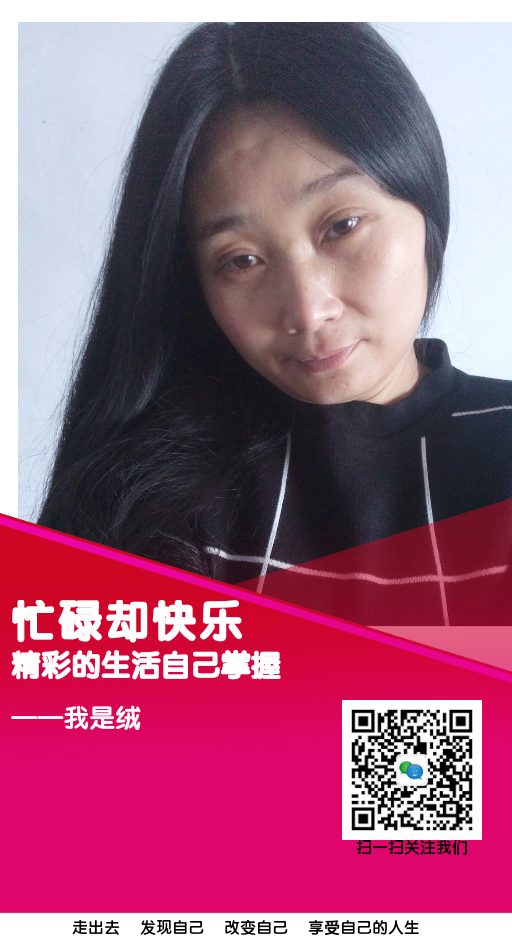 忙碌却快乐
精彩的生活自己掌握
——我是绒
扫一扫关注我们
走出去 发现自己 改变自己 享受自己的人生